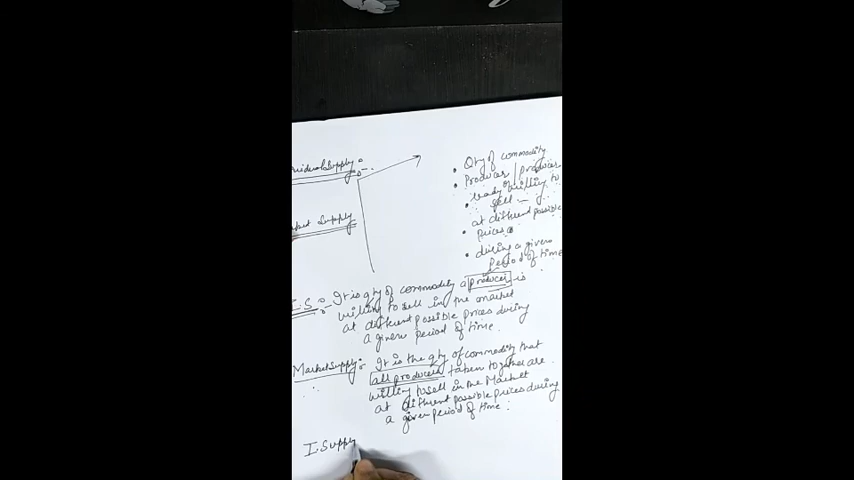 ividual Supply :-
rket Supply
• Qty of commodity
• Producer / producers
• ready / willing to
sell
at different possible
• prices
• during a given
period of time
I.S :- It is qty of commodity a producer is
willing to sell in the market
at different possible prices during
a given period of time.
Market Supply :- It is the qty of commodity that
all producers taken together are
willing to sell in the Market
at different possible prices during
a given period of time :
I. Supply